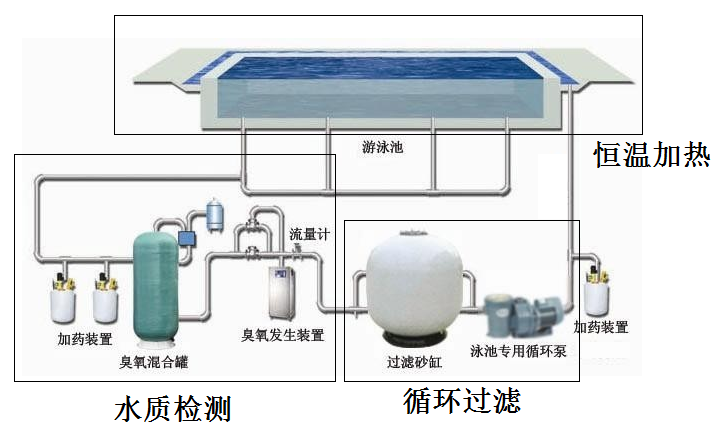 游泳池
恒温加热
流量计
加药装置
臭氧混合罐
臭氧发生装置
过滤砂缸
泳池专用循环泵
加药装置
水质检测
循环过滤